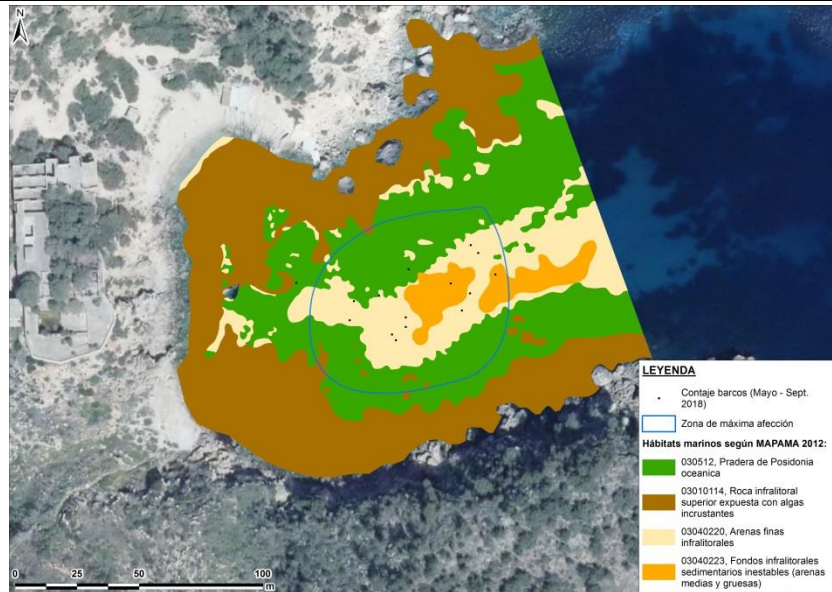 N
LEYENDA
Contaje barcos (Mayo - Sept.
2018)
Zona de máxima afección
Hábitats marinos según MAPAMA 2012:
030512, Pradera de Posidonia
oceanica
03010114, Roca infralitoral
superior expuesta con algas
incrustantes
03040220, Arenas finas
infralitorales
03040223, Fondos infralitorales
sedimentarios inestables (arenas
medias y gruesas)
0 25 50 100
m